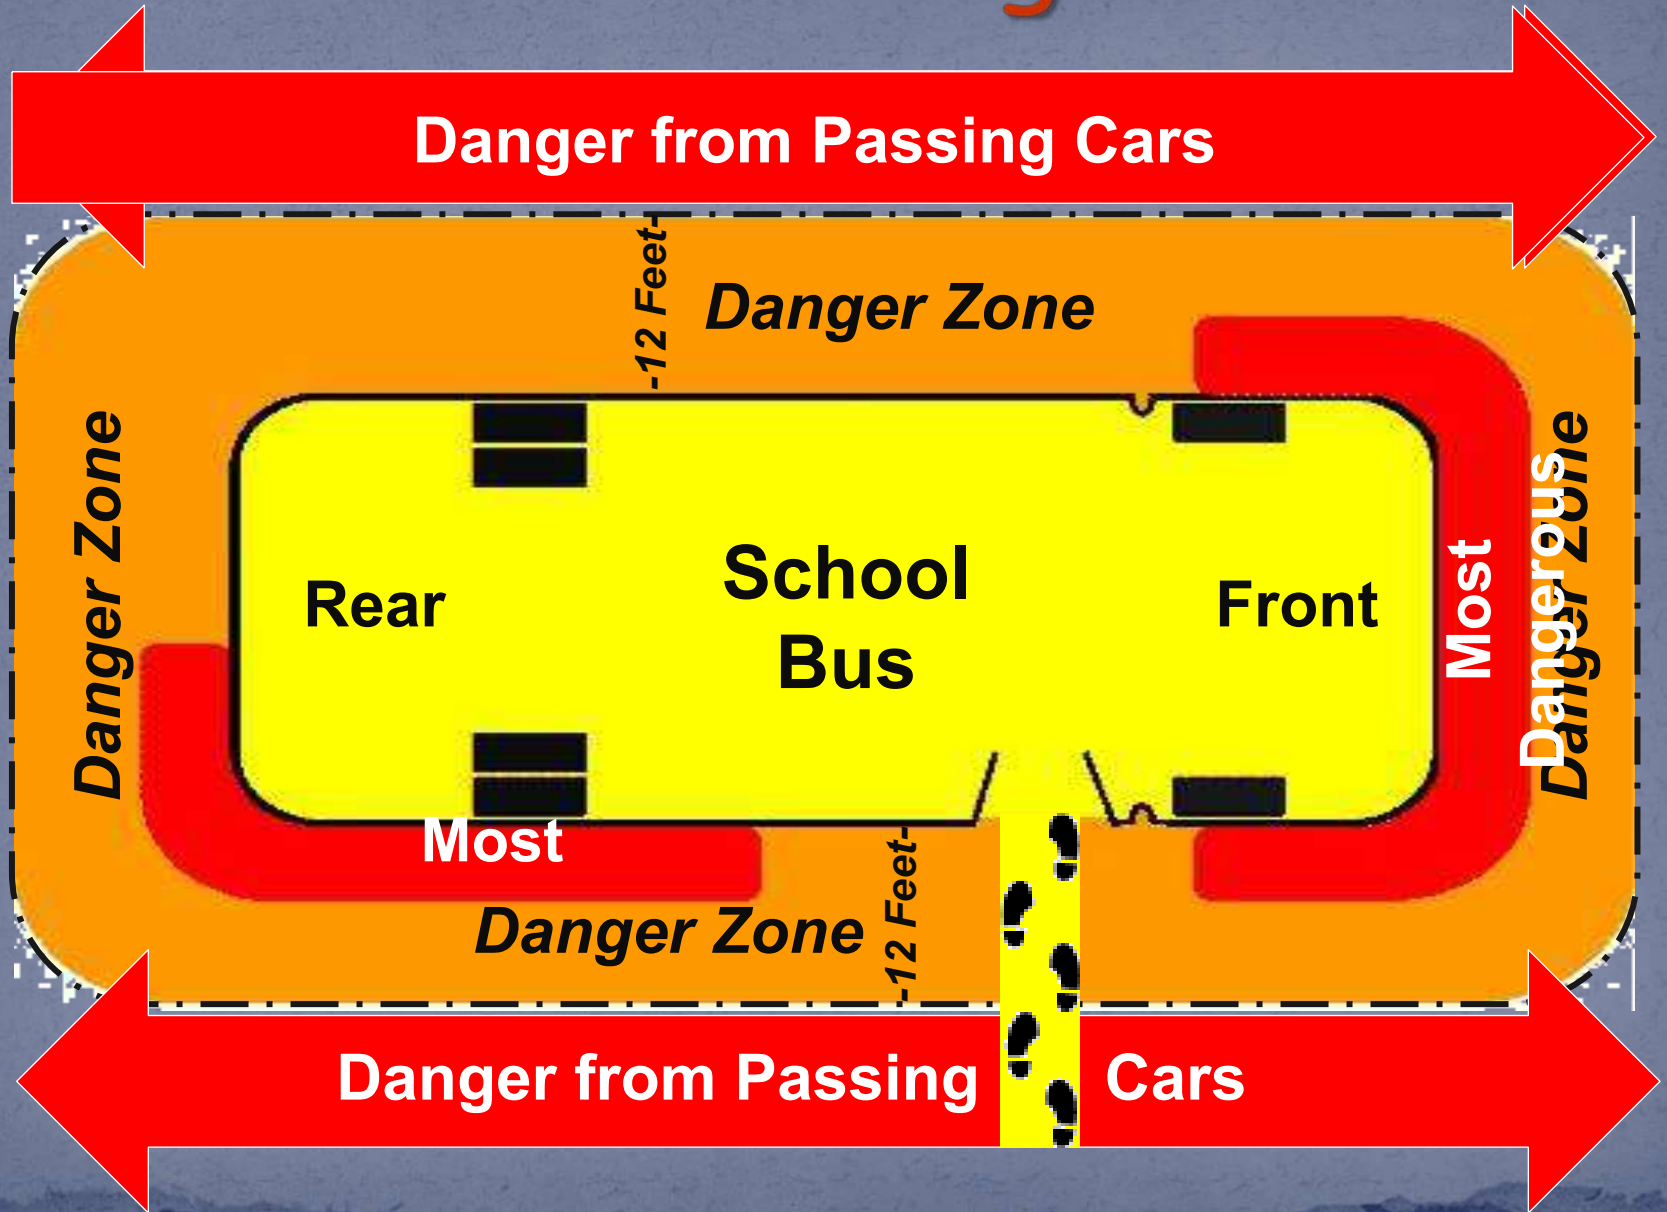 Danger from Passing Cars
-12 Feet-
Danger Zone
Danger Zone
Rear
School
Bus
Front
Most
Dangerous
Danger Zone
Most
Danger Zone
-12 Feet-
Danger from Passing Cars